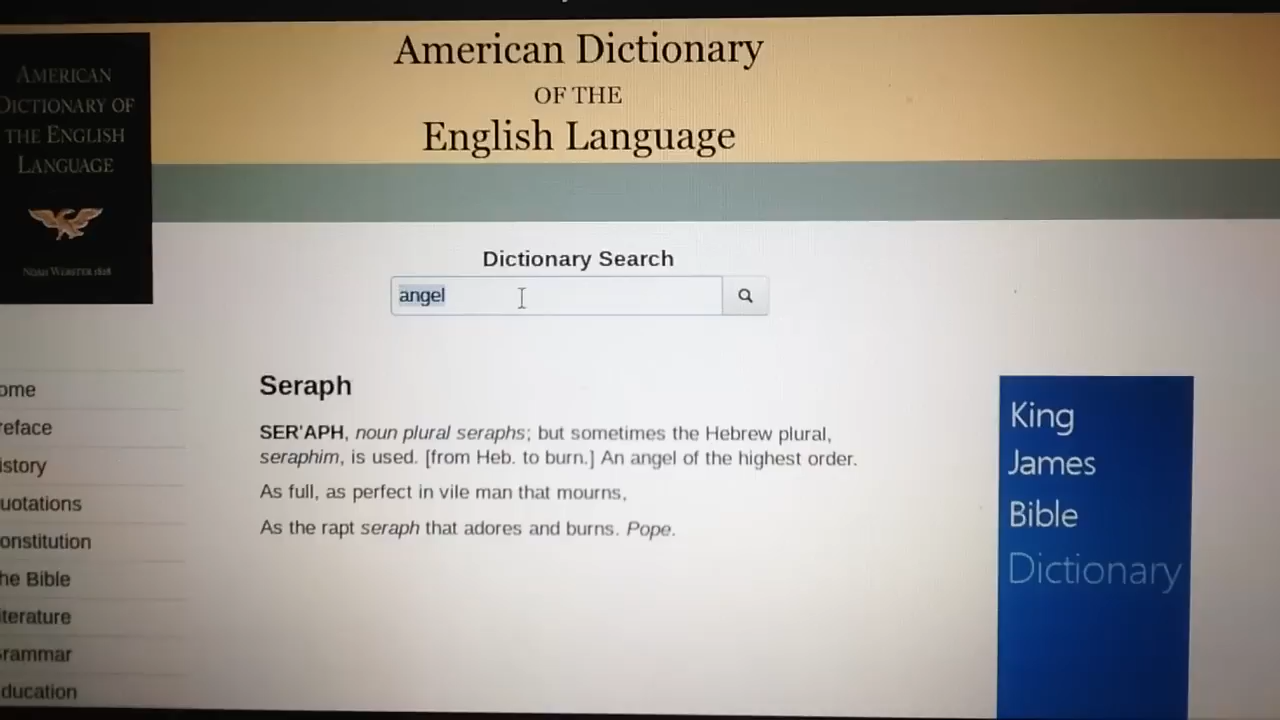 American Dictionary
OF THE
English Language
AMERICAN
DICTIONARY OF
THE ENGLISH
LANGUAGE
NOAH WEBSTER 1828
Dictionary Search
angel
Seraph
SER'APH, noun plural seraphs; but sometimes the Hebrew plural,
seraphim, is used. [from Heb. to burn.] An angel of the highest order.
As full, as perfect in vile man that mourns,
As the rapt seraph that adores and burns. Pope.
ome
reface
istory
uotations
onstitution
he Bible
iterature
rammar
ducation
King
James
Bible
Dictionary